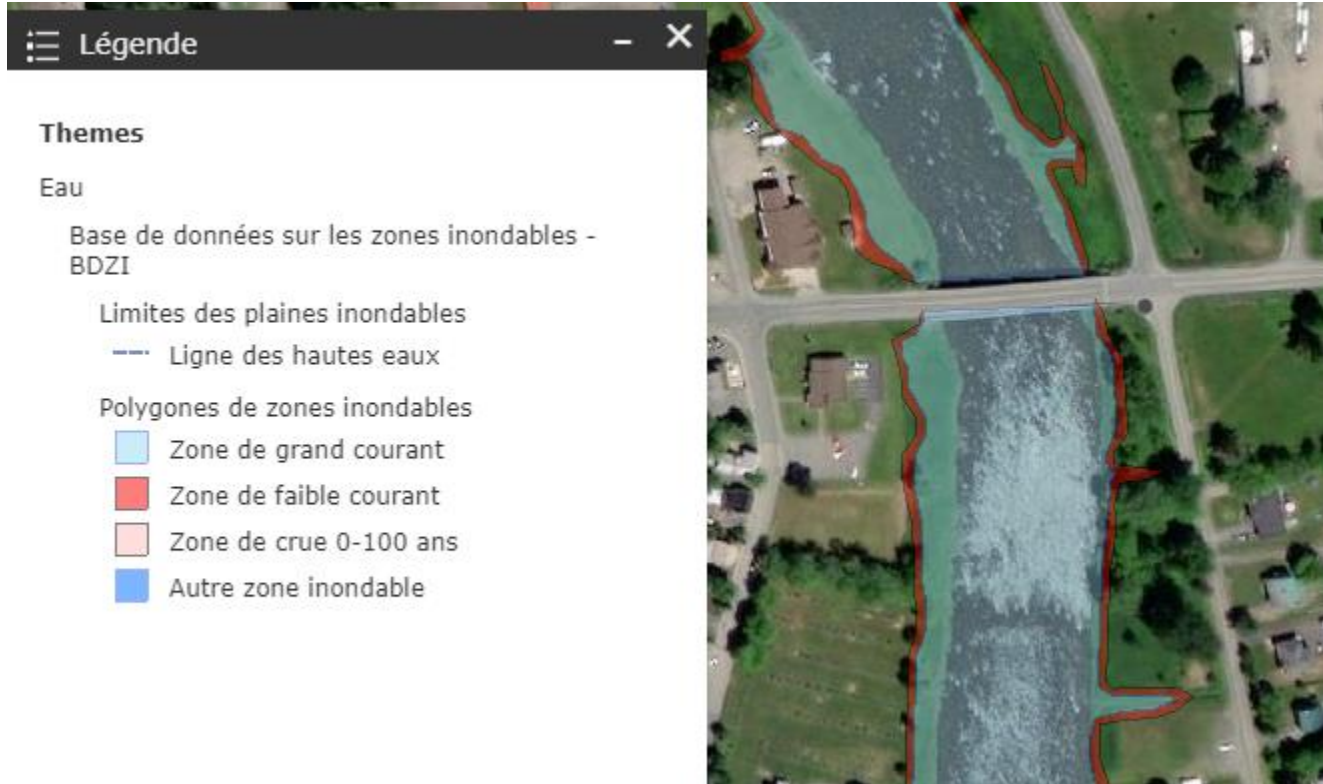 Légende
Themes
Eau
Base de données sur les zones inondables -
BDZI
Limites des plaines inondables
Ligne des hautes eaux
Polygones de zones inondables
Zone de grand courant
Zone de faible courant
Zone de crue 0-100 ans
Autre zone inondable